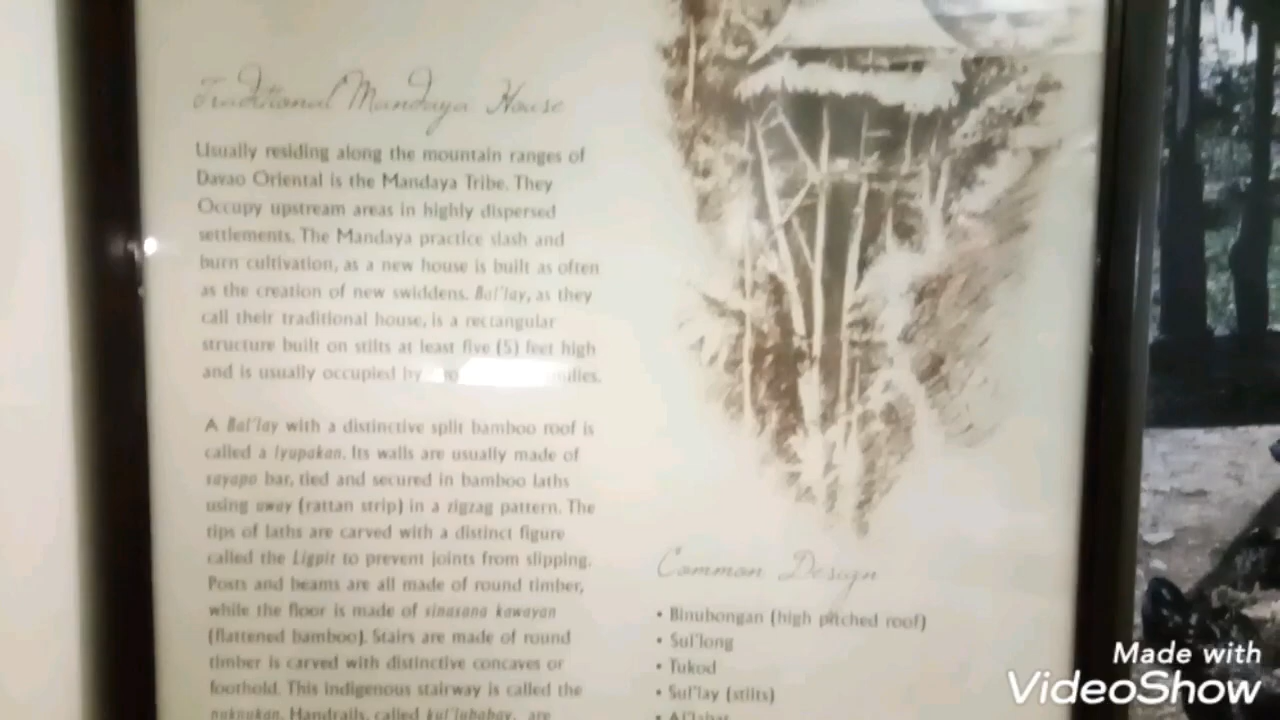 Traditional Mandaya House
Usually residing along the mountain ranges of
Davao Oriental is the Mandaya Tribe. They
Occupy upstream areas in highly dispersed
settlements. The Mandaya practice slash and
burn cultivation, as a new house is built as often
as the creation of new swiddens. Bal'lay, as they
call their traditional house, is a rectangular
structure built on stilts at least five (5) feet high
and is usually occupied by
A Bal'lay with a distinctive split bamboo roof is
called a lyupakan. Its walls are usually made of
sayapo bar, tied and secured in bamboo laths
using uway (rattan strip) in a zigzag pattern. The
tips of laths are carved with a distinct figure
called the Ligpit to prevent joints from slipping.
Posts and beams are all made of round timber,
while the floor is made of sinasang kawayan
(flattened bamboo). Stairs are made of round
timber is carved with distinctive concaves or
foothold. This indigenous stairway is called the
Handrails, called are
Common Design
• Binubongan (high pitched roof)
• Sul'long
• Tukod
• Sul'lay (stilts)
Made with
VideoShow